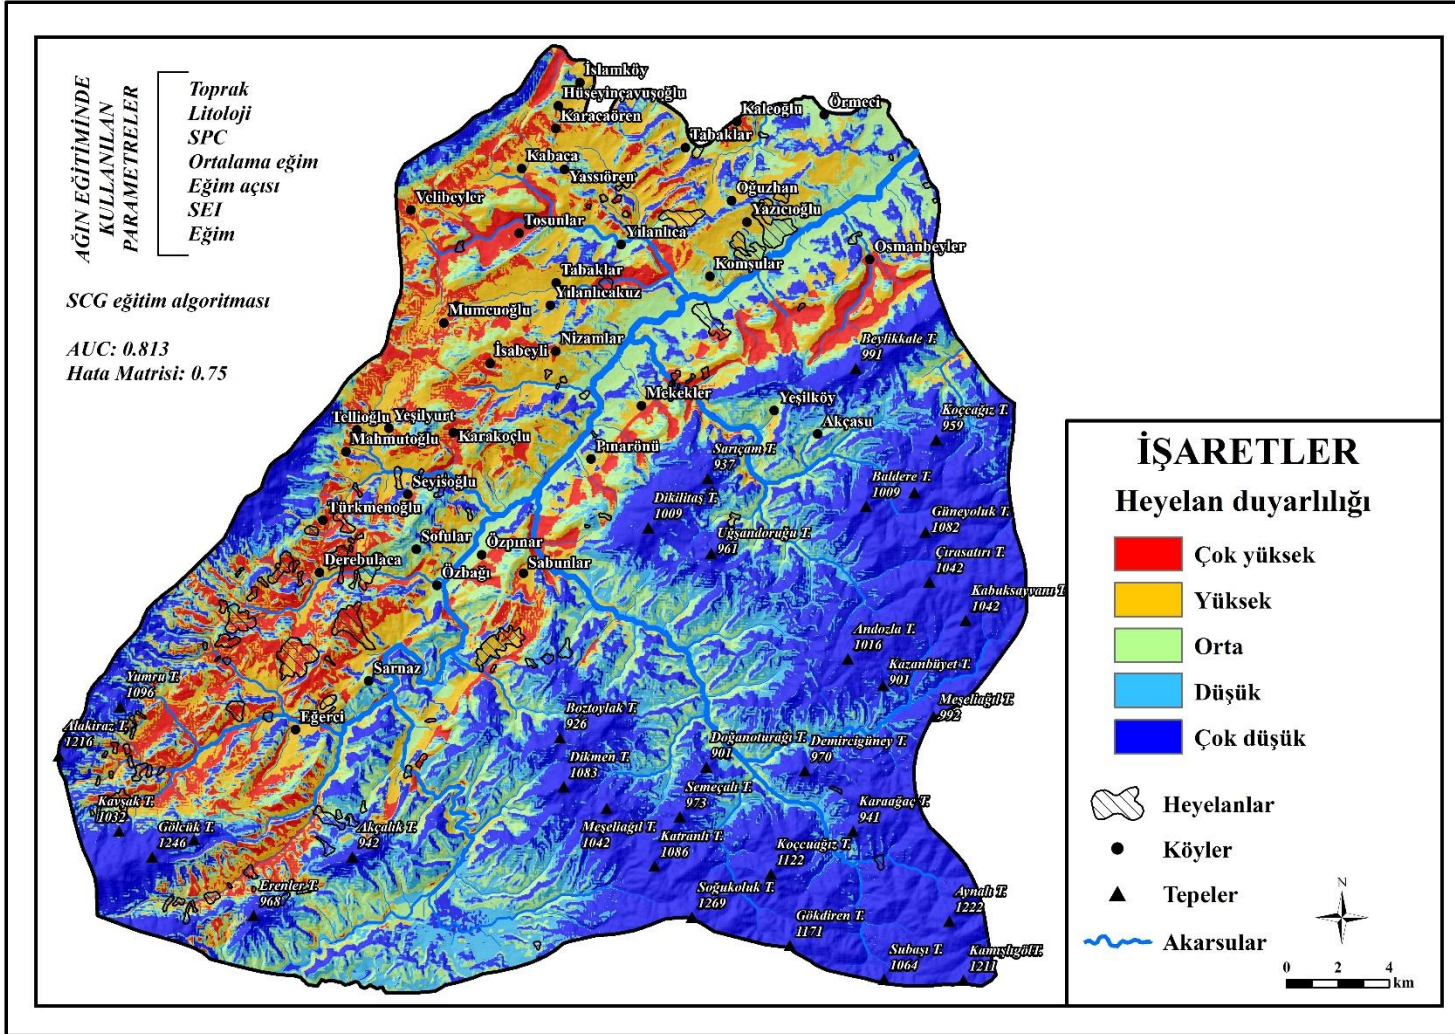 AĞIN EĞİTİMİNDE
KULLANILAN
PARAMETRELER
Toprak
Litoloji
SPC
Ortalama eğim
Eğim açısı
SEI
Eğim
SCG eğitim algoritması
AUC: 0.813
Hata Matrisi: 0.75
İslamköy
Hüseyinçavuşoğlu
Karacaören
Kaleoğlu
Örmeci
Tabaklar
Kabaca
Yassıören
Velibeyler
Oğuzhan
Yazıcıoğlu
Tosunlar
Yılanlıca
Osmanbeyler
Komşular
Tabaklar
Yılanlıcakuz
Mumcuoğlu
Nizamlar
İsabeyli
Beylikkale T.
991
Mekekler
Yeşilköy
Akçasu
Koçcağız T.
959
Tellioğlu
Yeşilyurt
Mahmutoğlu
Karakoçlu
Pınarönü
Sarıçam T.
937
Baldere T.
1009
Seyisoğlu
Dikilitaş T.
1009
Güneyoluk T.
1082
Türkmenoğlu
Uğşandoruğu T.
961
Sofular
Özpınar
Çırasatırı T.
1042
Derebulaca
Özbağı
Sabunlar
Kabuksayvanı T.
1042
Andozla T.
1016
Sarnaz
Kazanbüyet T.
901
Yumru T.
1096
Meşeliağıl T.
992
Boztoylak T.
926
Eğerci
Alakiraz T.
1216
Doğanoturağı T.
901
Demircigüney T.
970
Dikmen T.
1083
Semeçalı T.
973
Kavşak T.
1032
Karaağaç T.
941
Gölcük T.
1246
Akçalık T.
942
Meşeliağıl T.
1042
Katranlı T.
1086
Koçcuağız T.
1122
Erenler T.
968
Soğukoluk T.
1269
Aynalı T.
1222
Gökdiren T.
1171
Subaşı T.
1064
Kamışlıgöl T.
1211
İŞARETLER
Heyelan duyarlılığı
Çok yüksek
Yüksek
Orta
Düşük
Çok düşük
Heyelanlar
Köyler
Tepeler
Akarsular
N
0 2 4
km